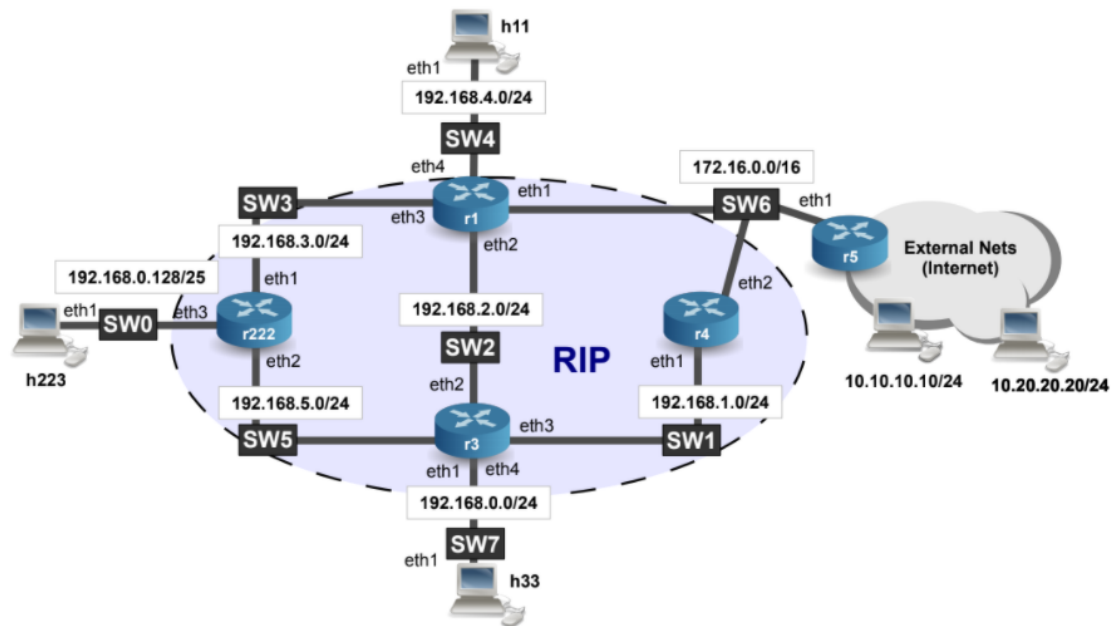 h11
eth1
192.168.4.0/24
SW4
eth4
172.16.0.0/16
SW3
eth3
r1
eth1
SW6
eth1
r5
External Nets
(Internet)
192.168.3.0/24
eth2
192.168.0.128/25
eth1
eth2
eth1
SW0
eth3
r222
192.168.2.0/24
r4
h223
eth2
SW2
RIP
eth1
10.10.10.10/24
10.20.20.20/24
192.168.5.0/24
eth2
192.168.1.0/24
SW5
r3
eth3
SW1
eth1
eth4
192.168.0.0/24
SW7
eth1
h33